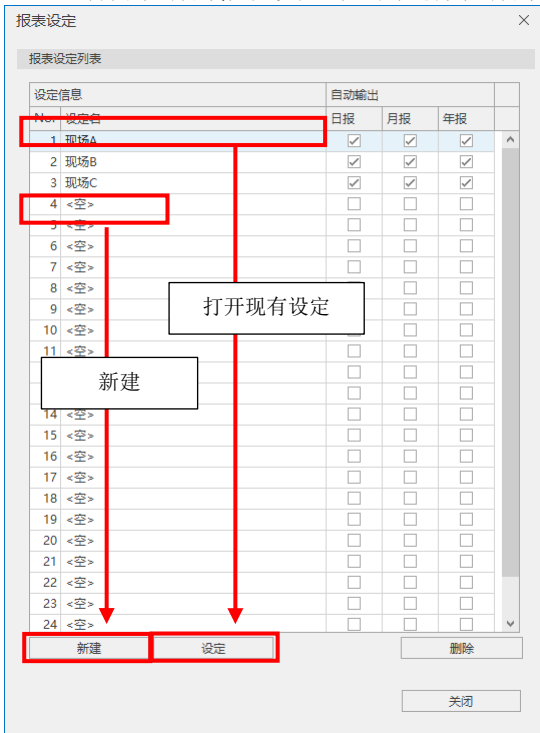 报表设定
报表设定列表
设定信息 自动输出
No. 设定名 日报 月报 年报
1 现场A
2 现场B
3 现场C
4 <空>
5 <空>
6 <空>
7 <空>
8 <空>
9 <空>
打开现有设定
10 <空>
11 <空>
新建
14 <空>
15 <空>
16 <空>
17 <空>
18 <空>
19 <空>
20 <空>
21 <空>
22 <空>
23 <空>
24 <空>
新建 设定 删除
关闭